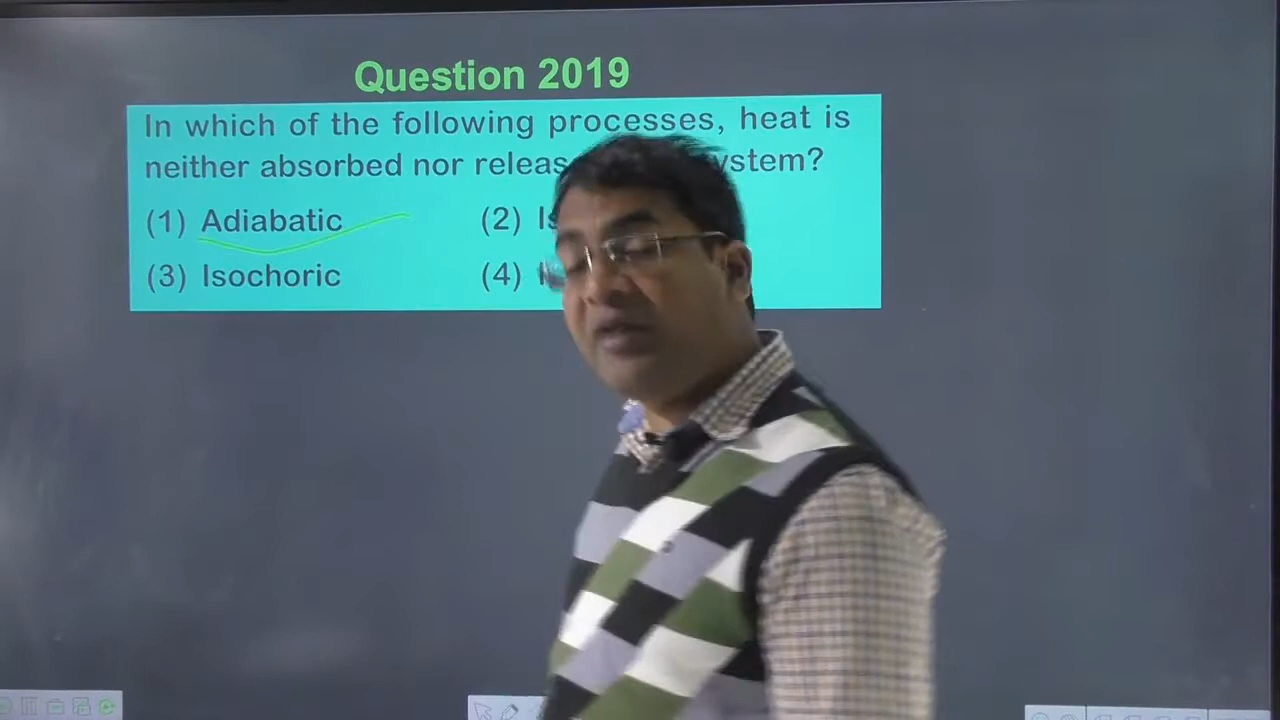 Question 2019
In which of the following processes, heat is
neither absorbed nor
(1) Adiabatic (2)
(3) Isochoric (4)